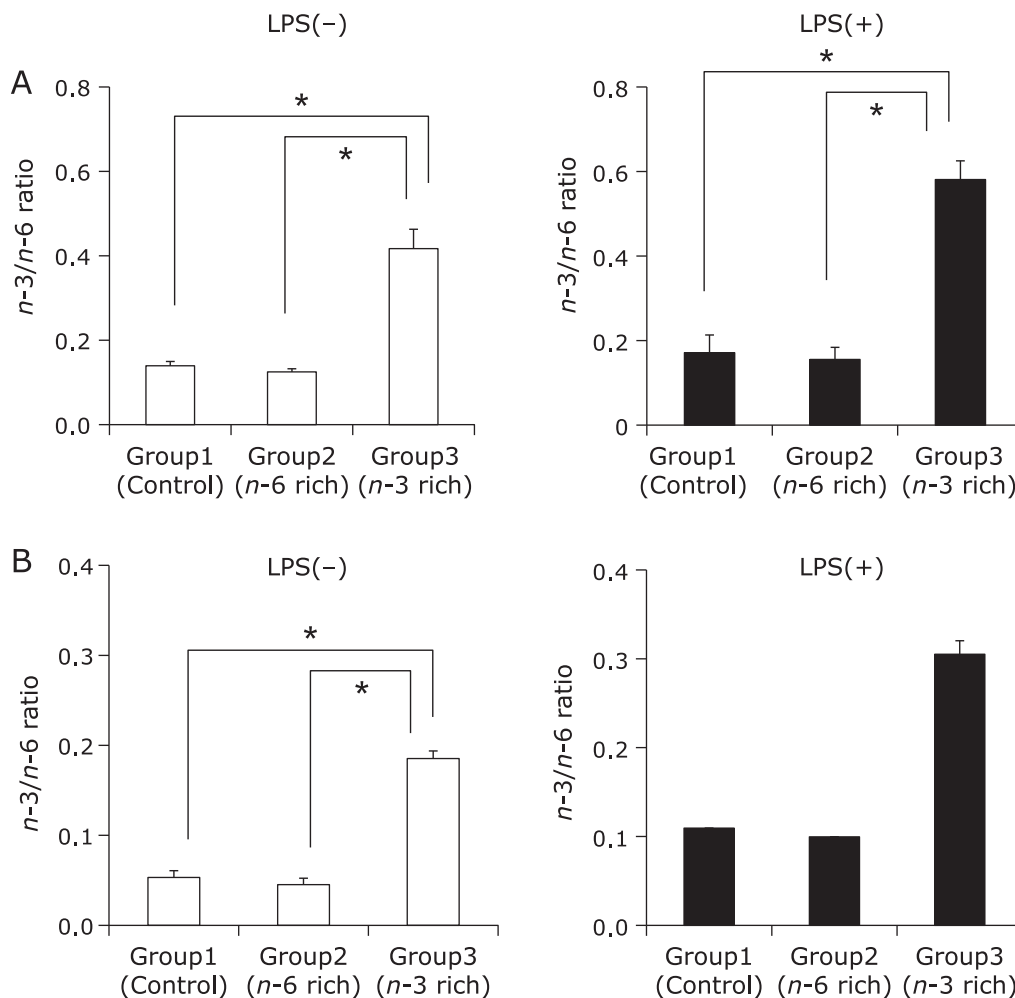 LPS(–)
LPS(+)
A
0.8
0.6
0.4
0.2
0.0
n-3/n-6 ratio
*
*
Group1
(Control)
Group2
(n-6 rich)
Group3
(n-3 rich)
0.8
0.6
0.4
0.2
0
n-3/n-6 ratio
*
*
Group1
(Control)
Group2
(n-6 rich)
Group3
(n-3 rich)
B
LPS(–)
LPS(+)
0.4
0.3
0.2
0.1
0.0
n-3/n-6 ratio
*
*
Group1
(Control)
Group2
(n-6 rich)
Group3
(n-3 rich)
0.4
0.3
0.2
0.1
0.0
n-3/n-6 ratio
Group1
(Control)
Group2
(n-6 rich)
Group3
(n-3 rich)